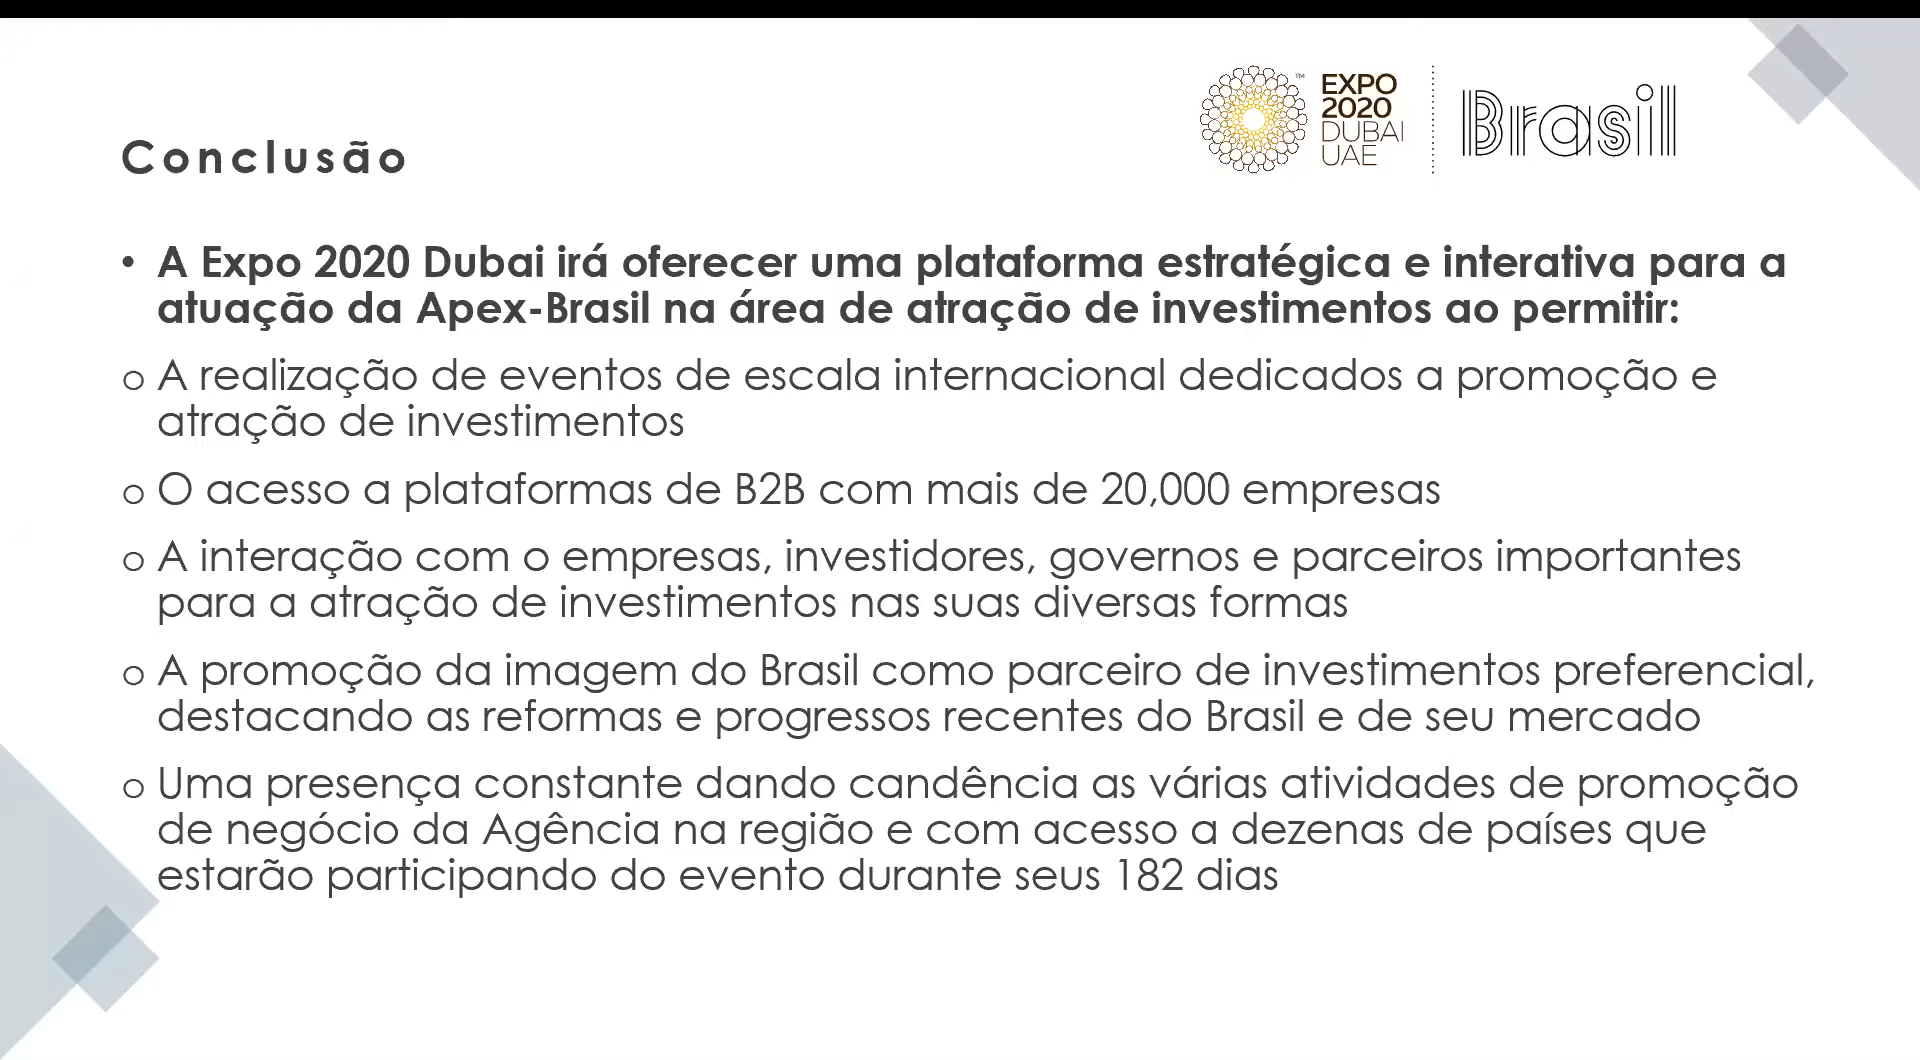 EXPO
2020
DUBAI
UAE
™
Brasil
Conclusão
• A Expo 2020 Dubai irá oferecer uma plataforma estratégica e interativa para a
atuação da Apex-Brasil na área de atração de investimentos ao permitir:
o A realização de eventos de escala internacional dedicados a promoção e
atração de investimentos
o O acesso a plataformas de B2B com mais de 20,000 empresas
o A interação com o empresas, investidores, governos e parceiros importantes
para a atração de investimentos nas suas diversas formas
o A promoção da imagem do Brasil como parceiro de investimentos preferencial,
destacando as reformas e progressos recentes do Brasil e de seu mercado
o Uma presença constante dando candência as várias atividades de promoção
de negócio da Agência na região e com acesso a dezenas de países que
estarão participando do evento durante seus 182 dias